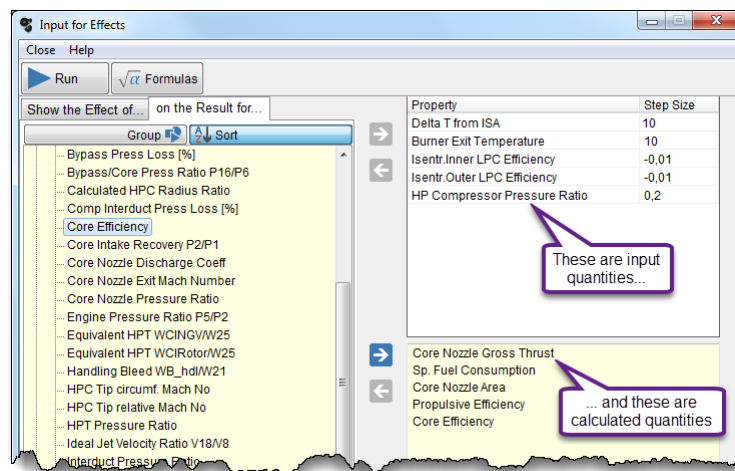 Input for Effects
Close Help
Run √α Formulas
Show the Effect of... on the Result for...
Group A Z Sort
Bypass Press Loss [%]
Bypass/Core Press Ratio P16/P6
Calculated HPC Radius Ratio
Comp Interduct Press Loss [%]
Core Efficiency
Core Intake Recovery P2/P1
Core Nozzle Discharge Coeff
Core Nozzle Exit Mach Number
Core Nozzle Pressure Ratio
Engine Pressure Ratio P5/P2
Equivalent HPT WCINGV/W25
Equivalent HPT WCIRotor/W25
Handling Bleed WB_hdl/W21
HPC Tip circumf. Mach No
HPC Tip relative Mach No
HPT Pressure Ratio
Ideal Jet Velocity Ratio V18/V8
Interduct Pressure Ratio
Property Step Size
Delta T from ISA 10
Burner Exit Temperature 10
Isentr.Inner LPC Efficiency -0,01
Isentr.Outer LPC Efficiency -0,01
HP Compressor Pressure Ratio 0,2
These are input
quantities...
Core Nozzle Gross Thrust
Sp. Fuel Consumption
Core Nozzle Area
Propulsive Efficiency
Core Efficiency
... and these are
calculated quantities